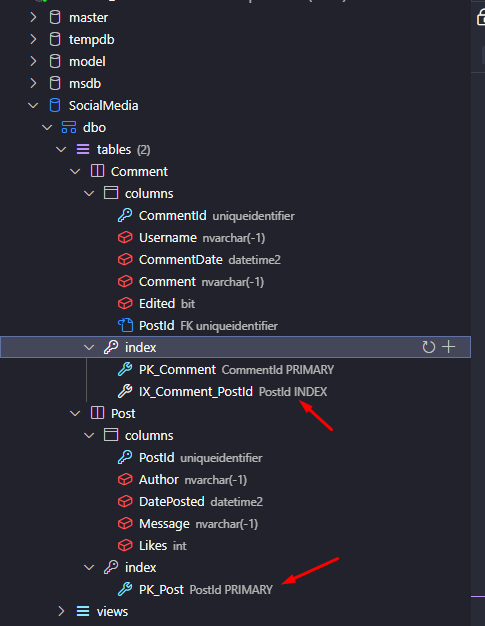 master
tempdb
model
msdb
SocialMedia
dbo
tables (2)
Comment
columns
CommentId uniqueidentifier
Username nvarchar(-1)
CommentDate datetime2
Comment nvarchar(-1)
Edited bit
PostId FK uniqueidentifier
index
PK_Comment CommentId PRIMARY
IX_Comment_PostId PostId INDEX
Post
columns
PostId uniqueidentifier
Author nvarchar(-1)
DatePosted datetime2
Message nvarchar(-1)
Likes int
index
PK_Post PostId PRIMARY
views